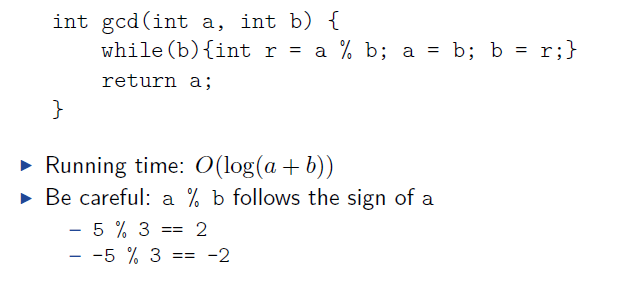 int gcd(int a, int b) {
while(b){int r = a % b; a = b; b = r;}
return a;
}
▶ Running time: O(log(a + b))
▶ Be careful: a % b follows the sign of a
– 5 % 3 == 2
– -5 % 3 == -2